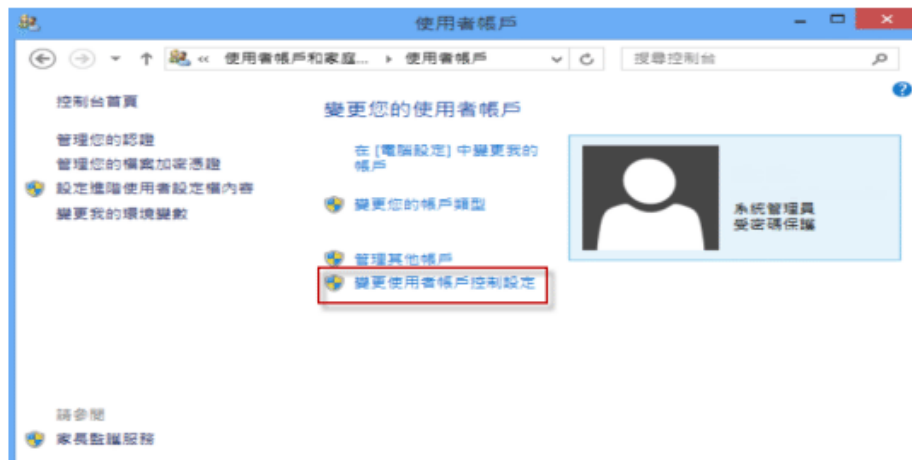 使用者帳戶
« 使用者帳戶和家庭... ▸ 使用者帳戶
搜尋控制台
控制台首頁
管理您的認證
管理您的檔案加密憑證
設定進階使用者設定檔內容
變更我的環境變數
變更您的使用者帳戶
在 [電腦設定] 中變更我的
帳戶
變更您的帳戶類型
管理其他帳戶
變更使用者帳戶控制設定
系統管理員
受密碼保護
請參閱
家長監護服務